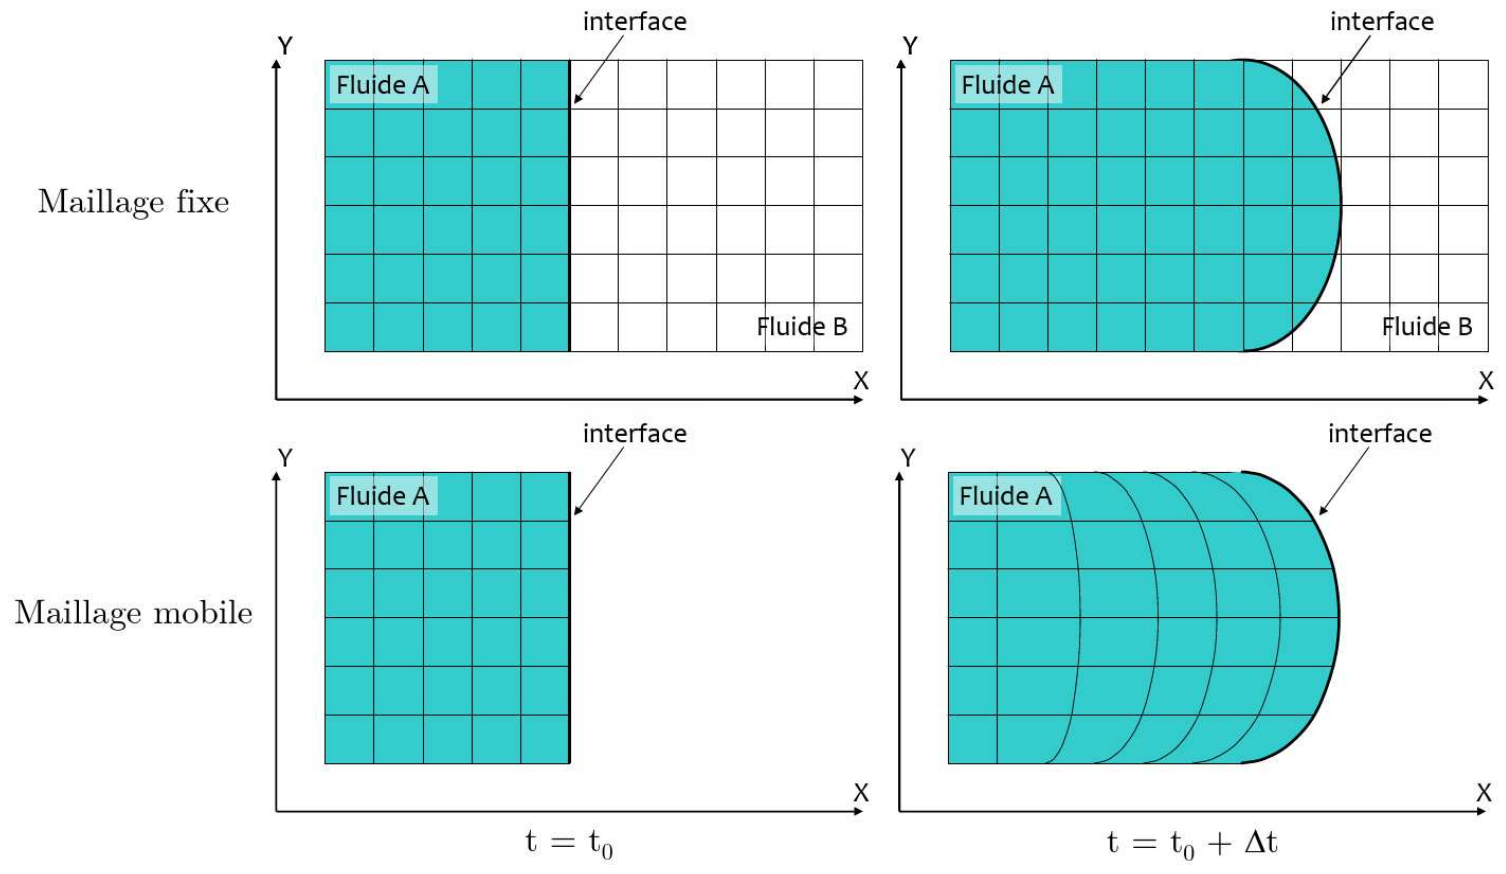 interface
Y
Fluide A
Fluide B
X
interface
Y
Fluide A
Fluide B
X
Maillage fixe
interface
Y
Fluide A
X
interface
Y
Fluide A
X
Maillage mobile
t = t₀
t = t₀ + Δt